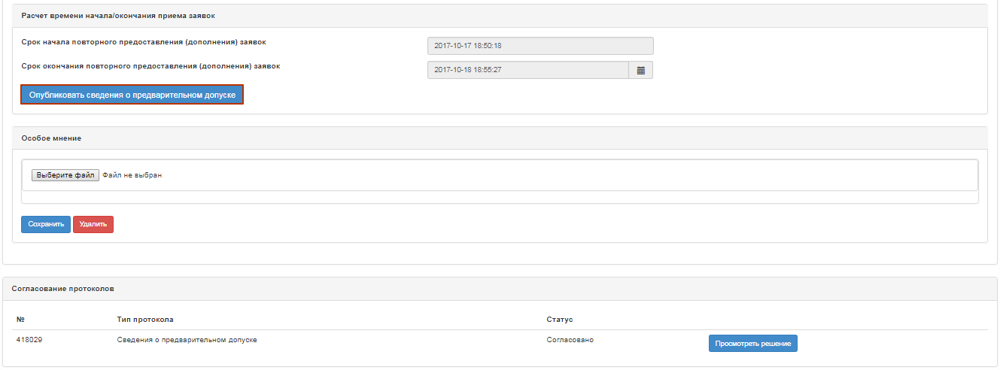 Расчет времени начала/окончания приема заявок
Срок начала повторного предоставления (дополнения) заявок
2017-10-17 18:50:18
Срок окончания повторного предоставления (дополнения) заявок
2017-10-18 18:55:27
Опубликовать сведения о предварительном допуске
Особое мнение
Выберите файл Файл не выбран
Сохранить Удалить
Согласование протоколов
№ Тип протокола Статус
418029 Сведения о предварительном допуске Согласовано Просмотреть решение